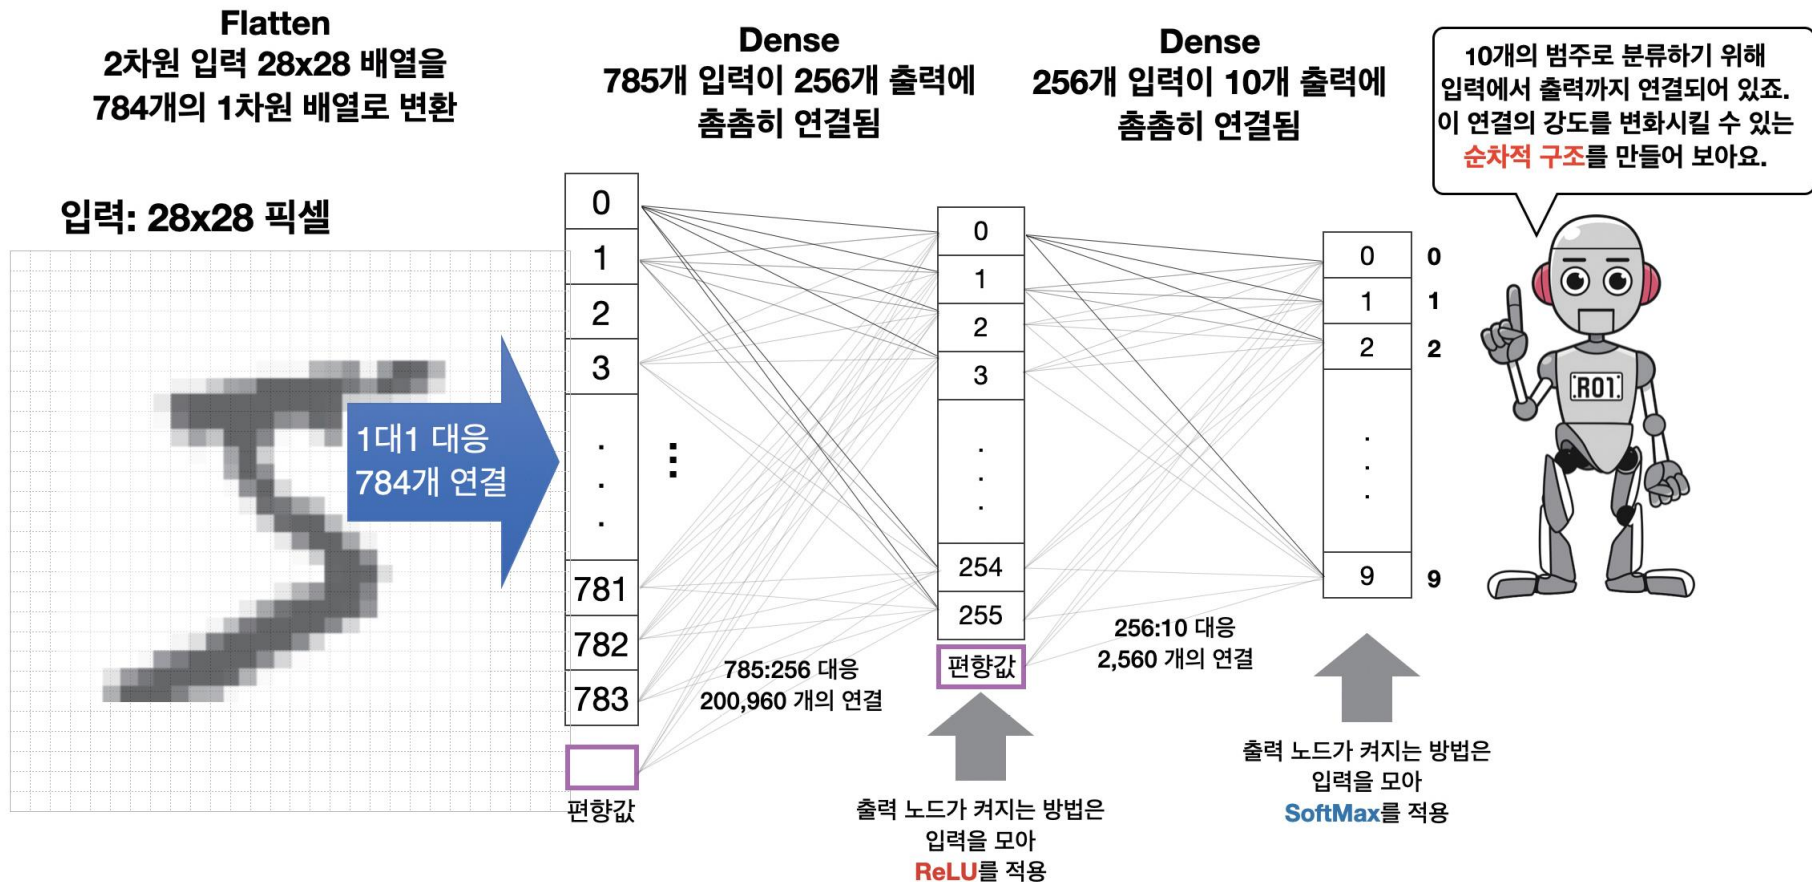 Flatten
2차원 입력 28x28 배열을
784개의 1차원 배열로 변환
Dense
785개 입력이 256개 출력에
촘촘히 연결됨
Dense
256개 입력이 10개 출력에
촘촘히 연결됨
10개의 범주로 분류하기 위해
입력에서 출력까지 연결되어 있죠.
이 연결의 강도를 변화시킬 수 있는
순차적 구조를 만들어 보아요.
입력: 28x28 픽셀
1대1 대응
784개 연결
0
1
2
3
.
.
.
781
782
783
편향값
...
785:256 대응
200,960 개의 연결
0
1
2
3
.
.
.
254
255
편향값
출력 노드가 켜지는 방법은
입력을 모아
ReLU를 적용
256:10 대응
2,560 개의 연결
0 0
1 1
2 2
.
.
.
9 9
출력 노드가 켜지는 방법은
입력을 모아
SoftMax를 적용
R01